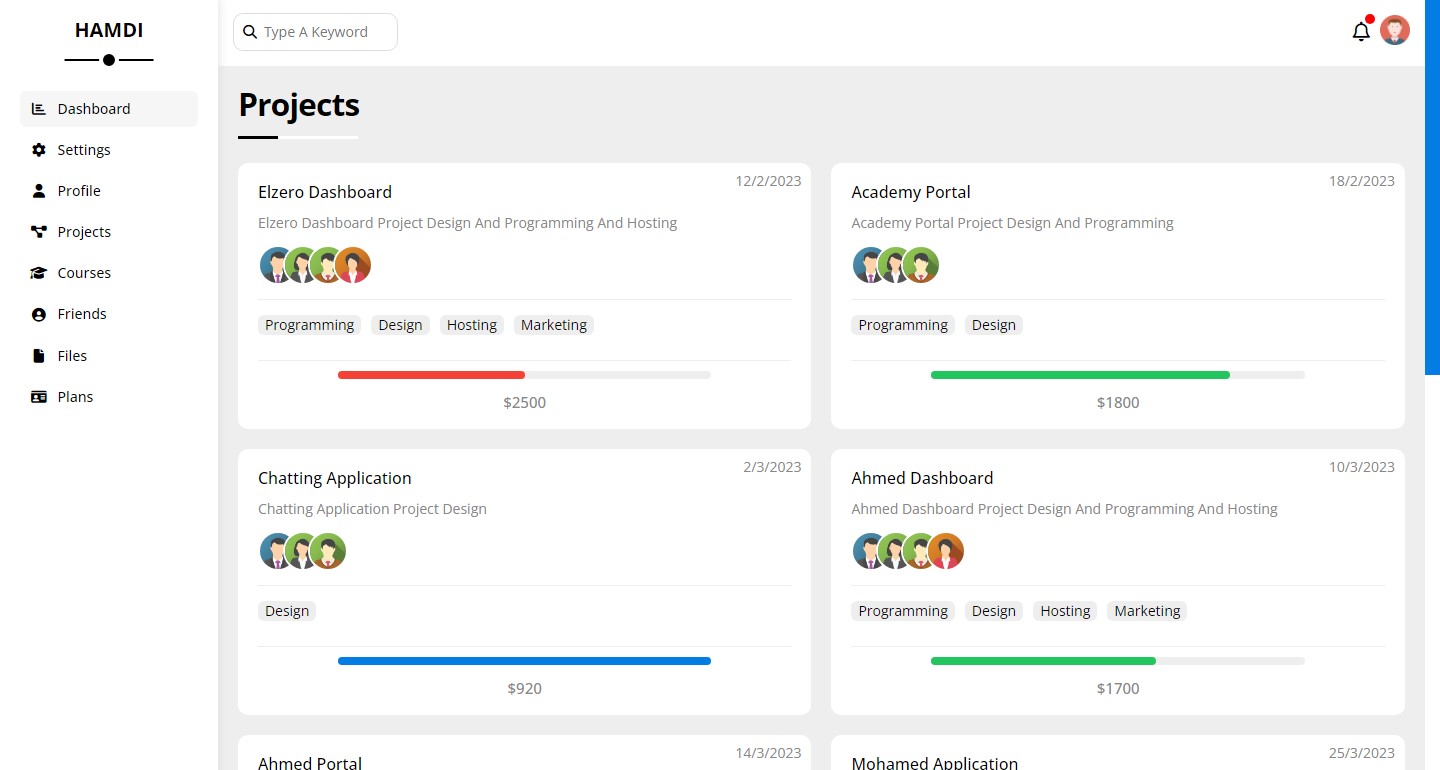 HAMDI
Type A Keyword
Dashboard
Settings
Profile
Projects
Courses
Friends
Files
Plans
Projects
Elzero Dashboard
12/2/2023
Elzero Dashboard Project Design And Programming And Hosting
Programming Design Hosting Marketing
$2500
Academy Portal
18/2/2023
Academy Portal Project Design And Programming
Programming Design
$1800
Chatting Application
2/3/2023
Chatting Application Project Design
Design
$920
Ahmed Dashboard
10/3/2023
Ahmed Dashboard Project Design And Programming And Hosting
Programming Design Hosting Marketing
$1700
Ahmed Portal
14/3/2023
Mohamed Application
25/3/2023